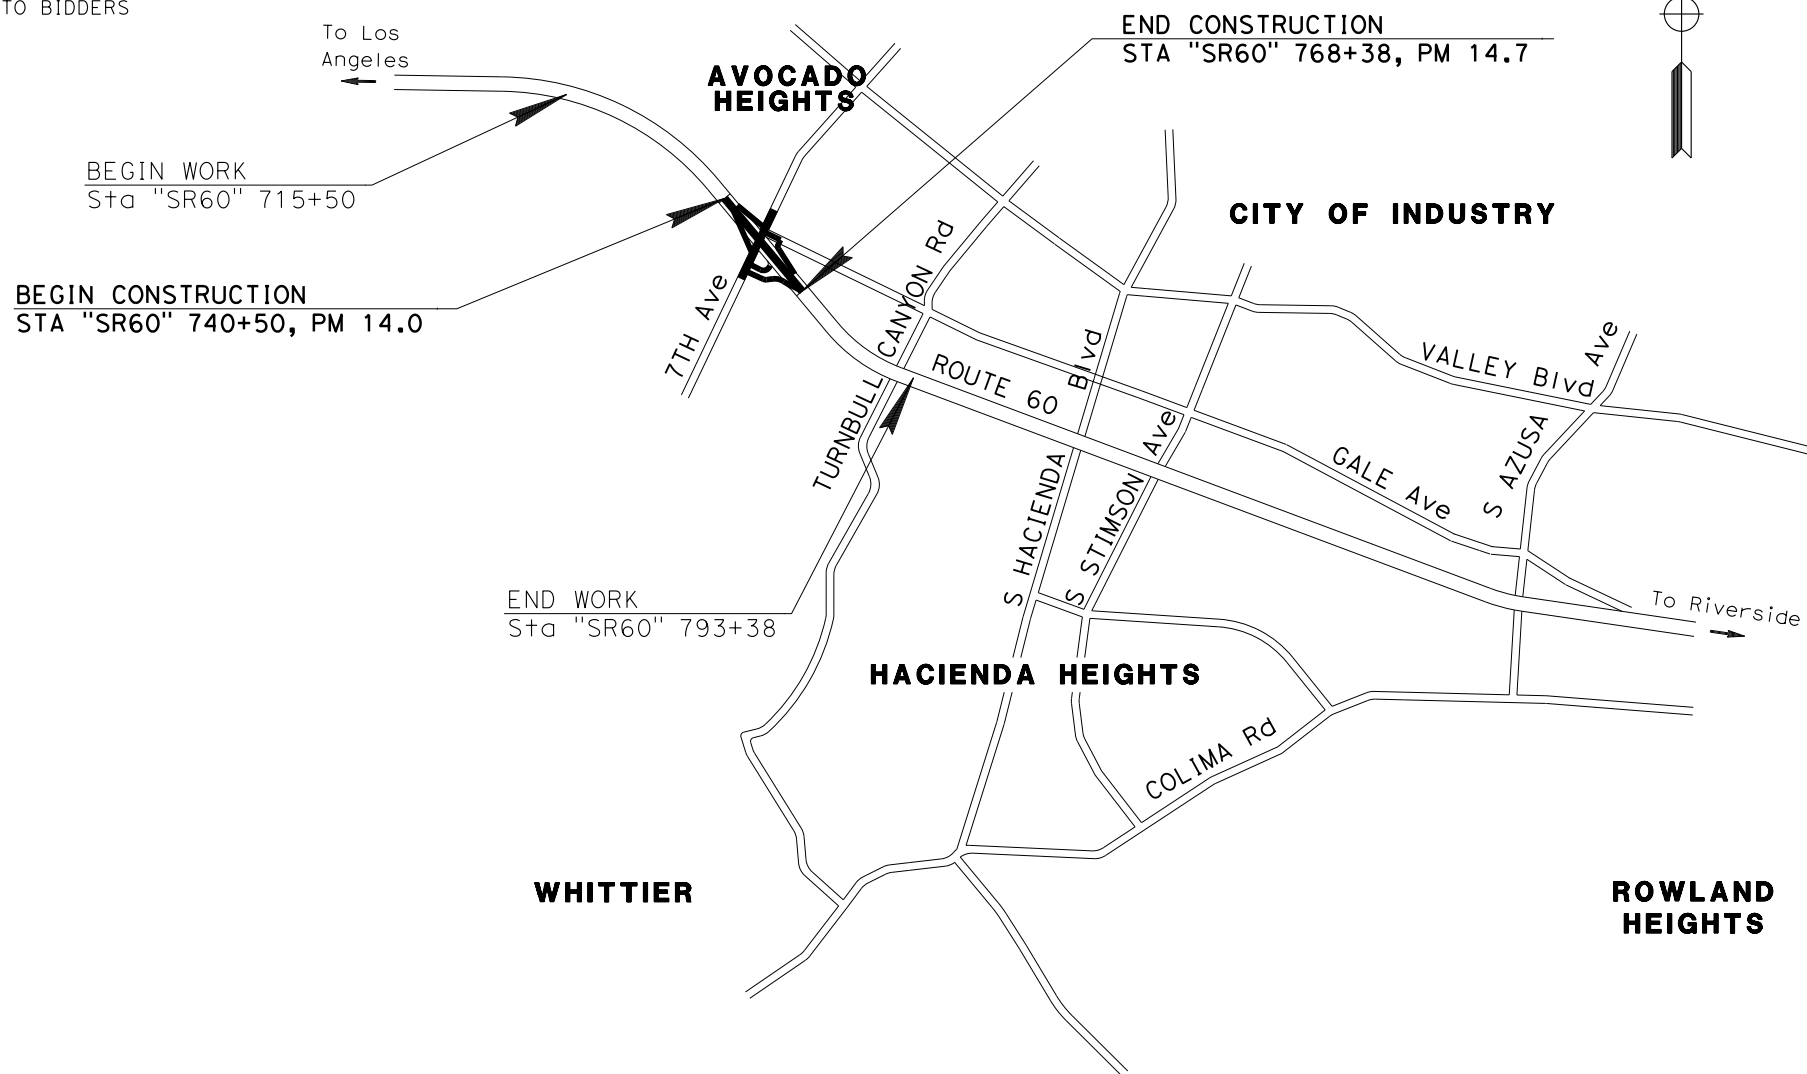 TO BIDDERS
To Los
Angeles
END CONSTRUCTION
STA "SR60" 768+38, PM 14.7
AVOCADO
HEIGHTS
BEGIN WORK
Sta "SR60" 715+50
CITY OF INDUSTRY
BEGIN CONSTRUCTION
STA "SR60" 740+50, PM 14.0
7TH Ave
TURNBULL CANYON Rd
ROUTE 60
S HACIENDA Blvd
S STIMSON Ave
VALLEY Blvd
S AZUSA Ave
GALE Ave
END WORK
Sta "SR60" 793+38
To Riverside
HACIENDA HEIGHTS
COLIMA Rd
WHITTIER
ROWLAND
HEIGHTS